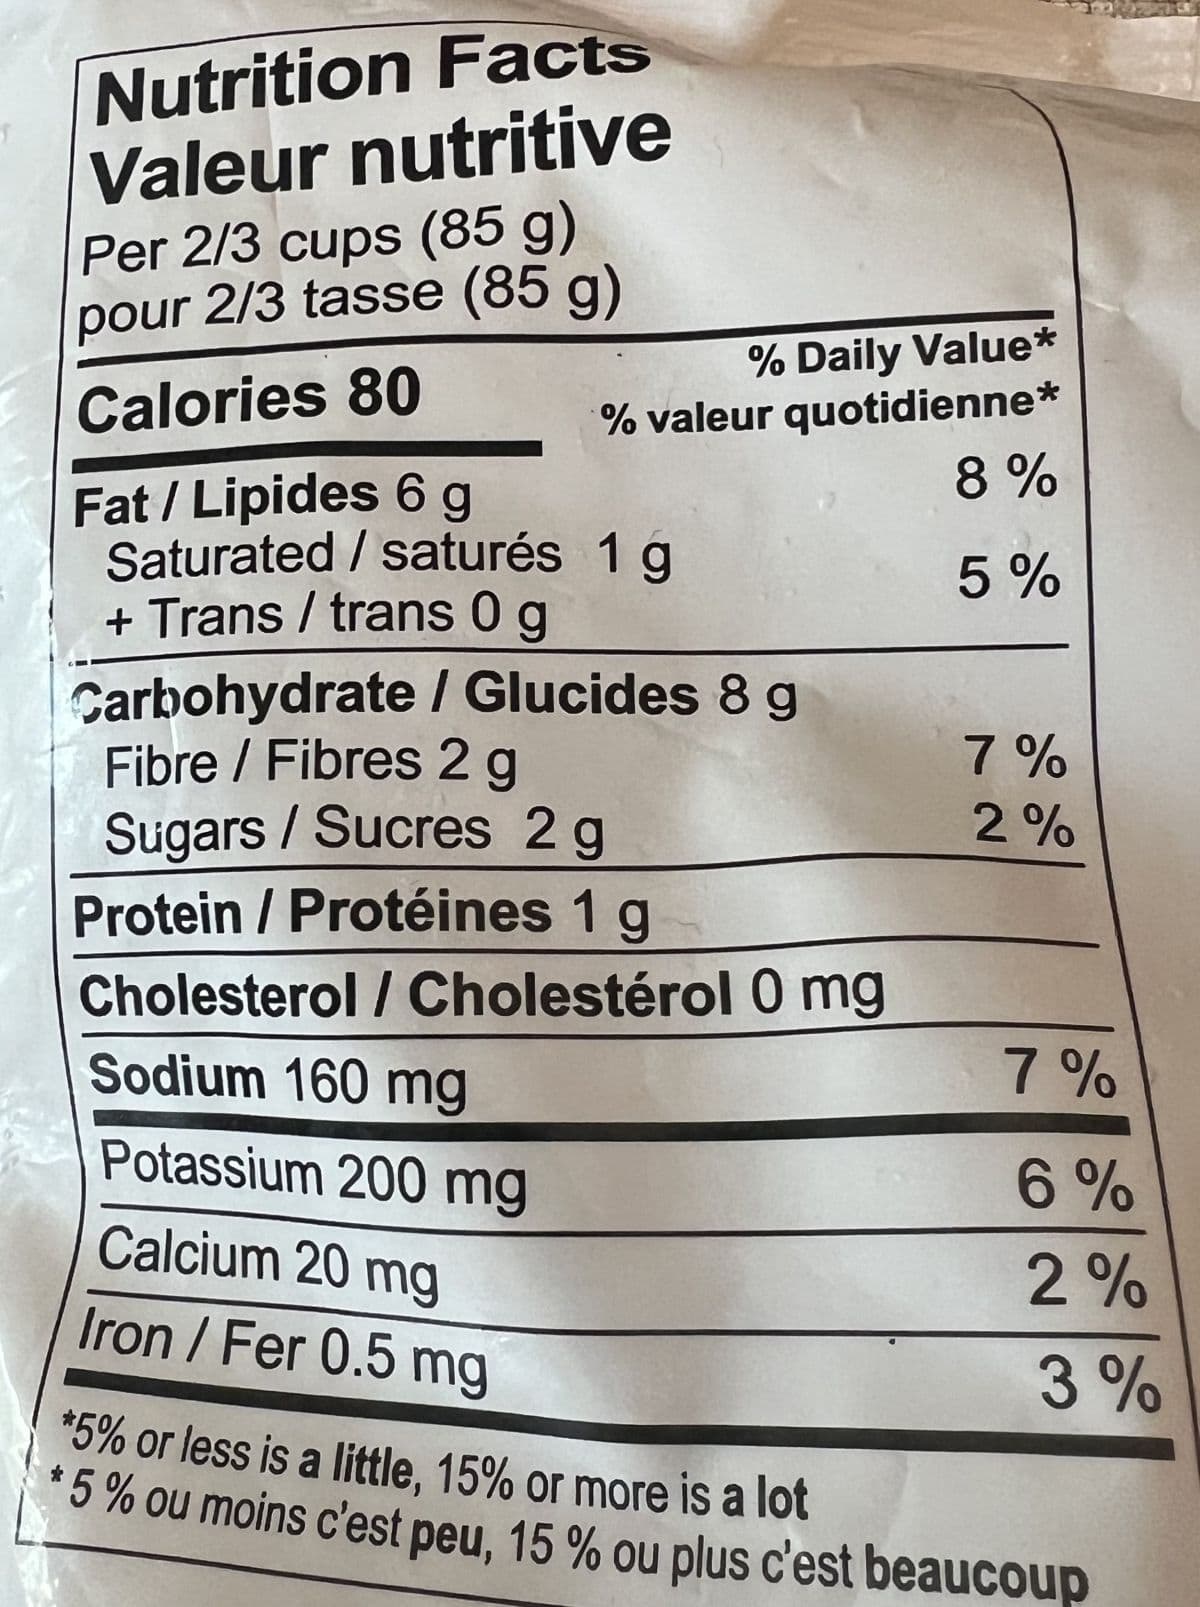 Nutrition Facts
Valeur nutritive
Per 2/3 cups (85 g)
pour 2/3 tasse (85 g)
% Daily Value*
Calories 80
% valeur quotidienne*
Fat / Lipides 6 g 8 %
Saturated / saturés 1 g 5 %
+ Trans / trans 0 g
Carbohydrate / Glucides 8 g
Fibre / Fibres 2 g 7 %
Sugars / Sucres 2 g 2 %
Protein / Protéines 1 g
Cholesterol / Cholestérol 0 mg
Sodium 160 mg 7 %
Potassium 200 mg 6 %
Calcium 20 mg 2 %
Iron / Fer 0.5 mg 3 %
*5% or less is a little, 15% or more is a lot
*5 % ou moins c'est peu, 15 % ou plus c'est beaucoup